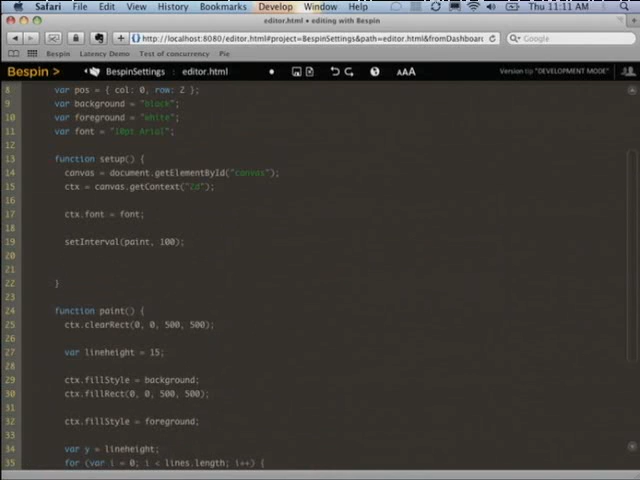 Safari File Edit View History Bookmarks Develop Window Help Thu 11:11 AM
editor.html • editing with Bespin
http://localhost:8080/editor.html#project=BespinSettings&path=editor.html&fromDashboard Google
Bespin Latency Demo Test of concurrency Pie
Bespin > BespinSettings : editor.html AAA Version tip "DEVELOPMENT MODE"
8 var pos = { col: 0, row: 2 };
9 var background = "black";
10 var foreground = "white";
11 var font = "10pt Arial";
12
13 function setup() {
14 canvas = document.getElementById("canvas");
15 ctx = canvas.getContext("2d");
16
17 ctx.font = font;
18
19 setInterval(paint, 100);
20
21
22 }
23
24 function paint() {
25 ctx.clearRect(0, 0, 500, 500);
26
27 var lineheight = 15;
28
29 ctx.fillStyle = background;
30 ctx.fillRect(0, 0, 500, 500);
31
32 ctx.fillStyle = foreground;
33
34 var y = lineheight;
35 for (var i = 0; i < lines.length; i++) {